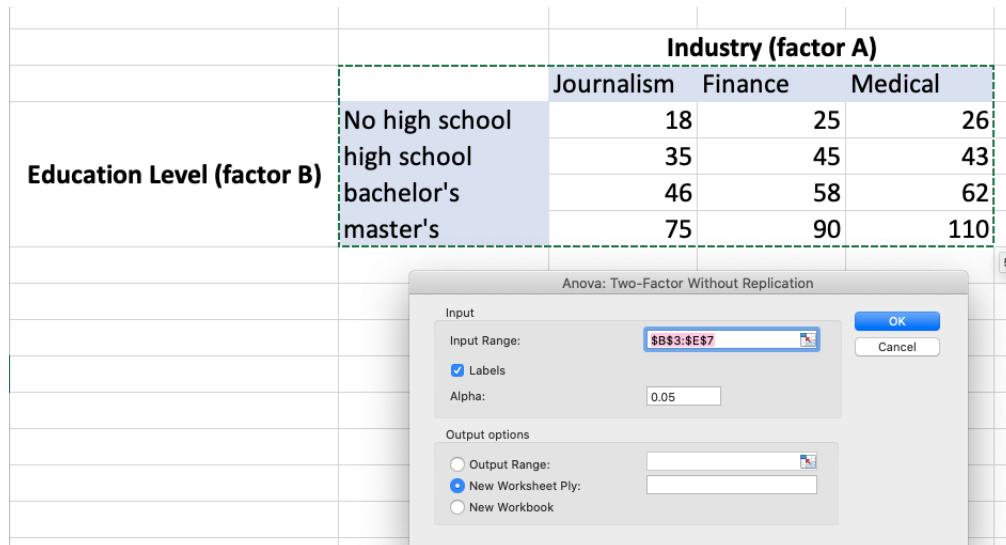 Industry (factor A)
Journalism Finance Medical
No high school 18 25 26
high school 35 45 43
Education Level (factor B)
bachelor's 46 58 62
master's 75 90 110
Anova: Two-Factor Without Replication
Input
OK
Input Range: $B$3:$E$7
Cancel
Labels
Alpha: 0.05
Output options
Output Range:
New Worksheet Ply:
New Workbook